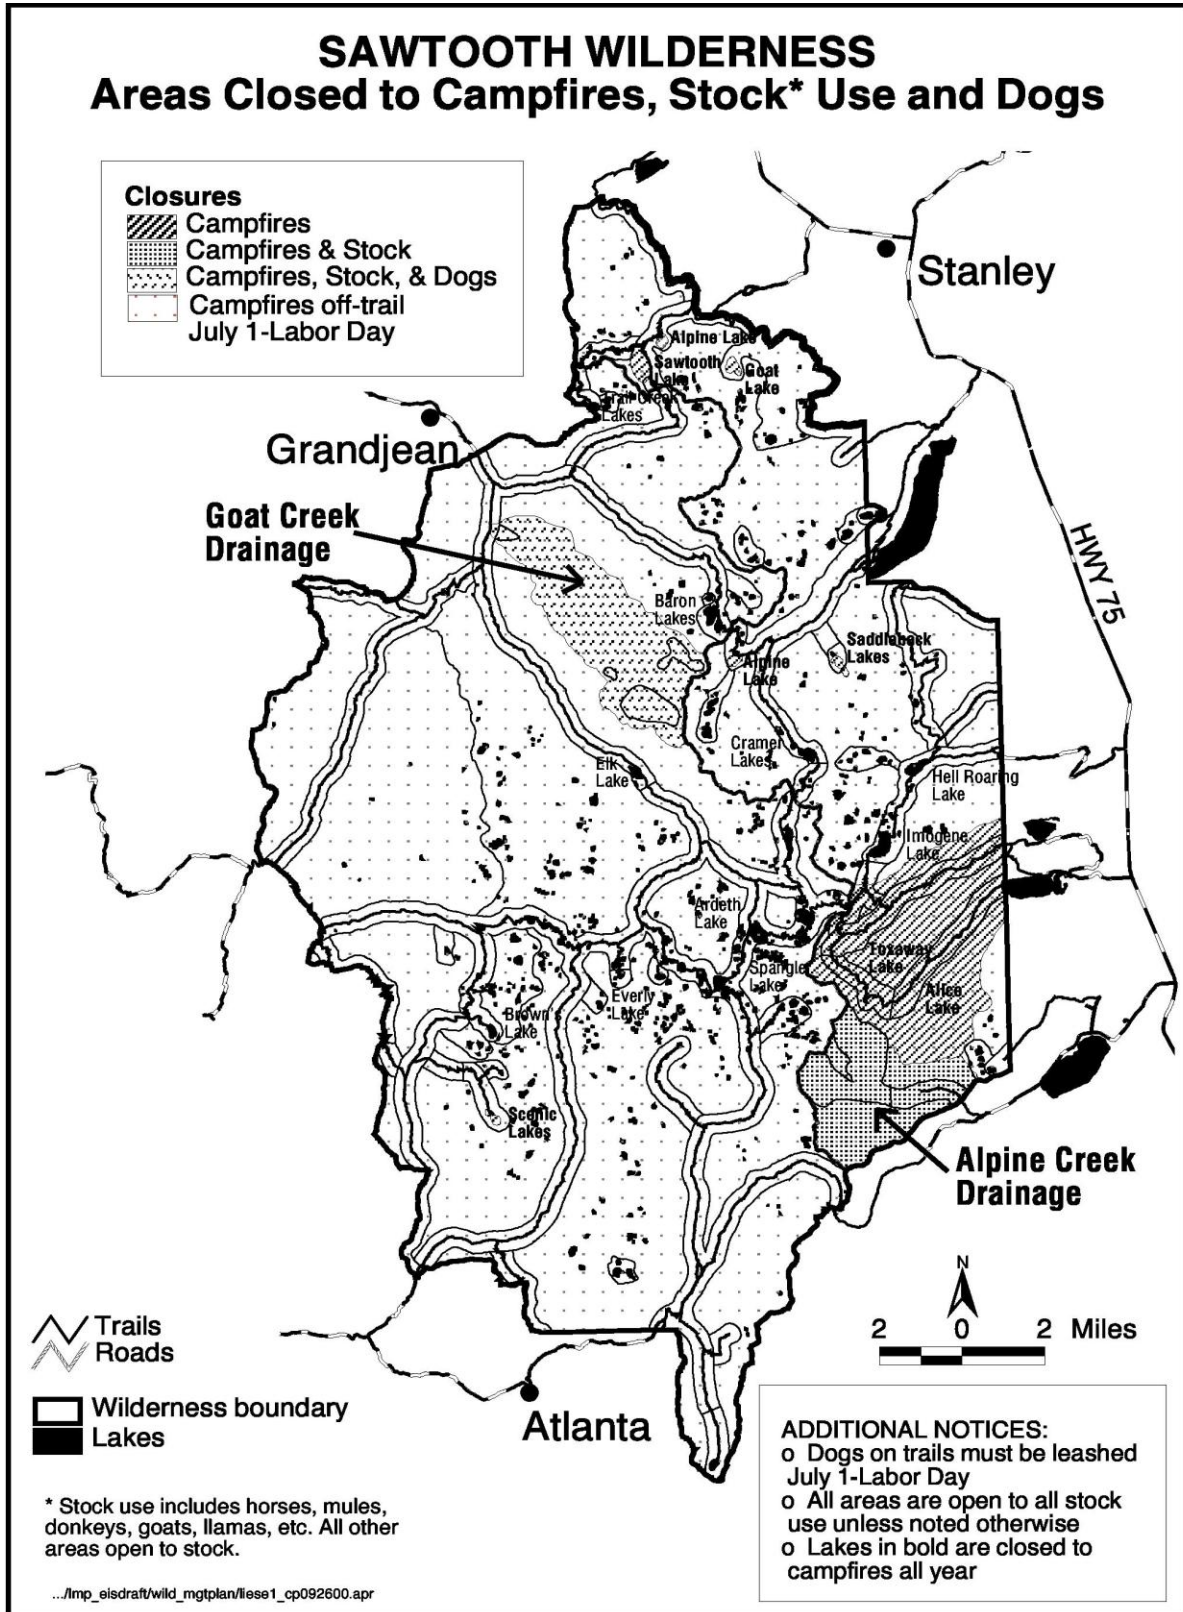 SAWTOOTH WILDERNESS
Areas Closed to Campfires, Stock* Use and Dogs
Closures
Campfires
Campfires & Stock
Campfires, Stock, & Dogs
Campfires off-trail
July 1-Labor Day
Stanley
Alpine Lake
Sawtooth
Lake
Goat
Lake
Trail Creek
Lakes
Grandjean
Goat Creek
Drainage
HWY 75
Baron
Lakes
Saddleback
Lakes
Alpine
Lake
Cramer
Lakes
Elk
Lake
Hell Roaring
Lake
Imogene
Lake
Ardeth
Lake
Toxaway
Lake
Spangle
Lake
Alice
Lake
Everly
Lake
Brown's
Lake
Scenic
Lakes
Alpine Creek
Drainage
N
2 0 2 Miles
Trails
Roads
Wilderness boundary
Lakes
Atlanta
ADDITIONAL NOTICES:
o Dogs on trails must be leashed
July 1-Labor Day
o All areas are open to all stock
use unless noted otherwise
o Lakes in bold are closed to
campfires all year
* Stock use includes horses, mules,
donkeys, goats, llamas, etc. All other
areas open to stock.
.../lmp_eisdraft/wild_mgtplan/liese1_cp092600.apr